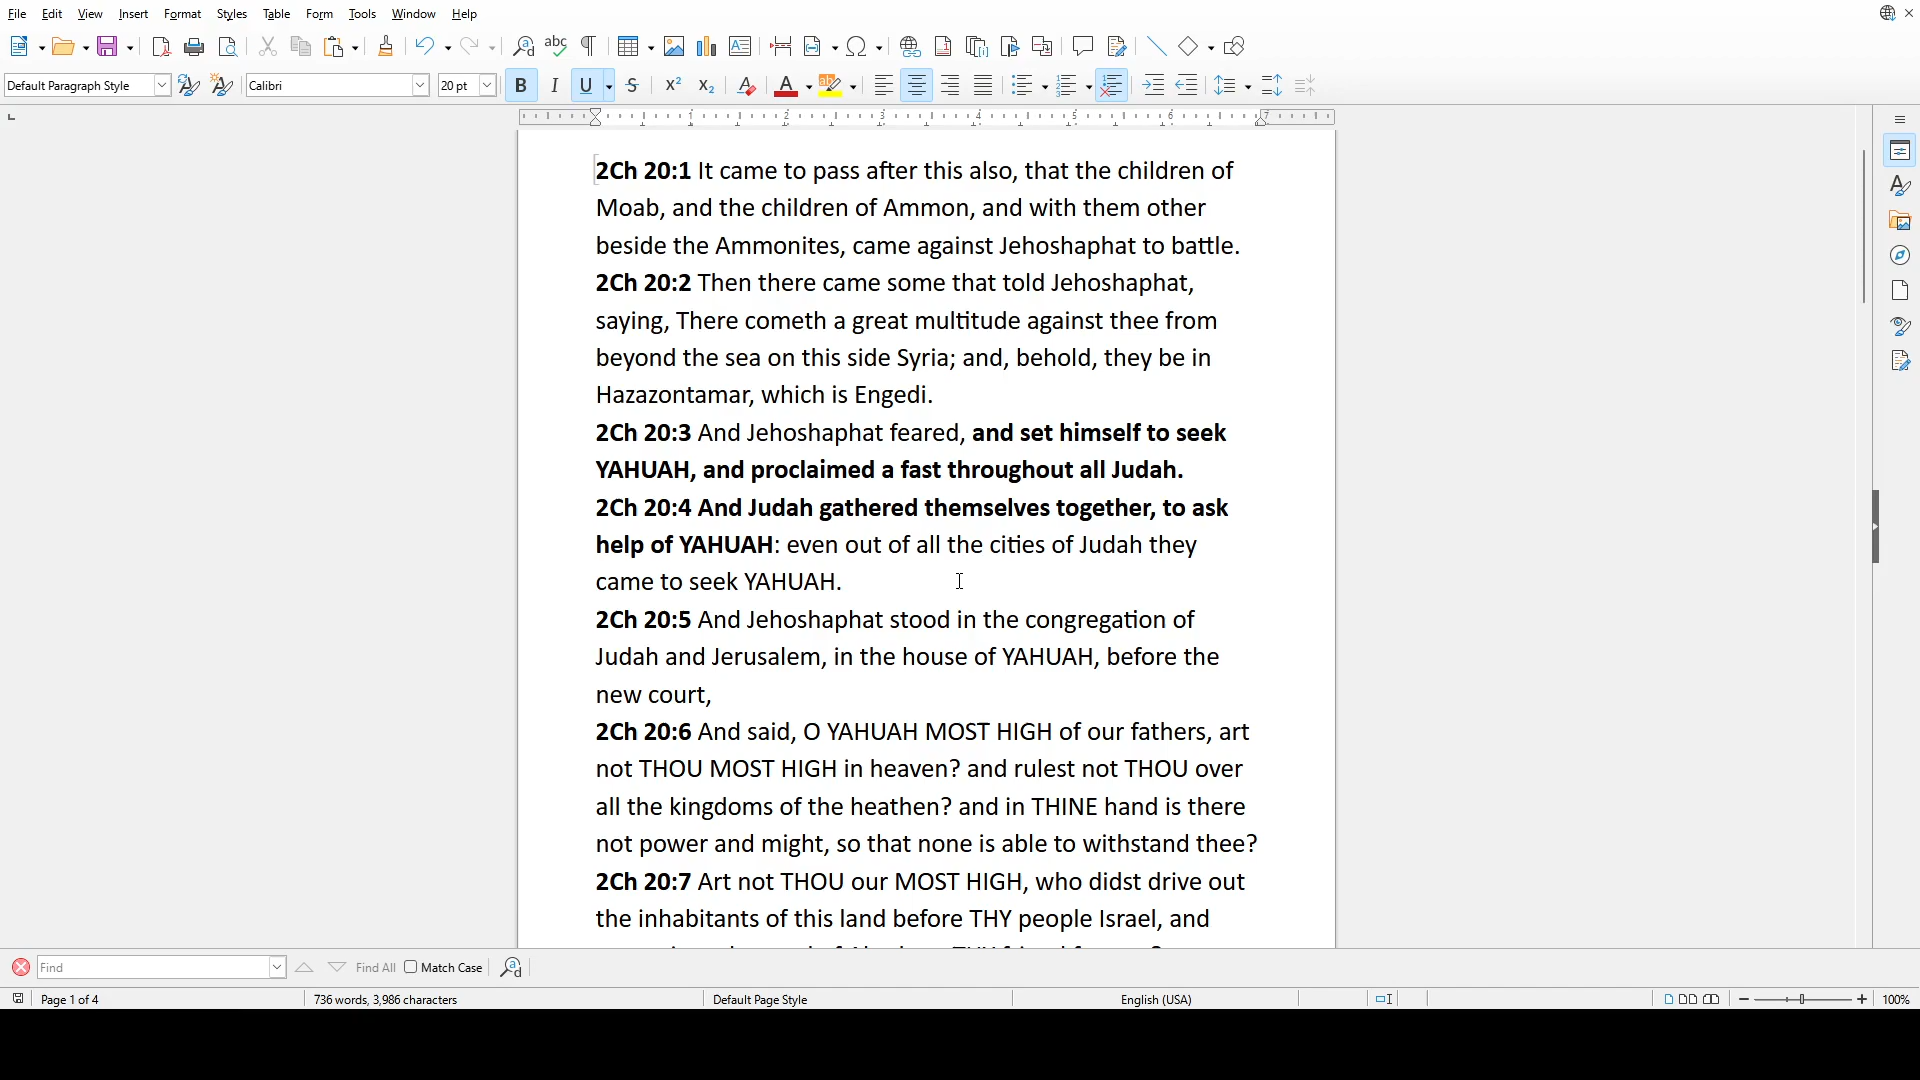 File Edit View Insert Format Styles Table Form Tools Window Help
Default Paragraph Style Calibri 20 pt B I U S
1 2 3 4 5 6 7
2Ch 20:1 It came to pass after this also, that the children of
Moab, and the children of Ammon, and with them other
beside the Ammonites, came against Jehoshaphat to battle.
2Ch 20:2 Then there came some that told Jehoshaphat,
saying, There cometh a great multitude against thee from
beyond the sea on this side Syria; and, behold, they be in
Hazazontamar, which is Engedi.
2Ch 20:3 And Jehoshaphat feared, and set himself to seek
YAHUAH, and proclaimed a fast throughout all Judah.
2Ch 20:4 And Judah gathered themselves together, to ask
help of YAHUAH: even out of all the cities of Judah they
came to seek YAHUAH.
2Ch 20:5 And Jehoshaphat stood in the congregation of
Judah and Jerusalem, in the house of YAHUAH, before the
new court,
2Ch 20:6 And said, O YAHUAH MOST HIGH of our fathers, art
not THOU MOST HIGH in heaven? and rulest not THOU over
all the kingdoms of the heathen? and in THINE hand is there
not power and might, so that none is able to withstand thee?
2Ch 20:7 Art not THOU our MOST HIGH, who didst drive out
the inhabitants of this land before THY people Israel, and
Find Find All Match Case
Page 1 of 4 736 words, 3,986 characters Default Page Style English (USA) 100%